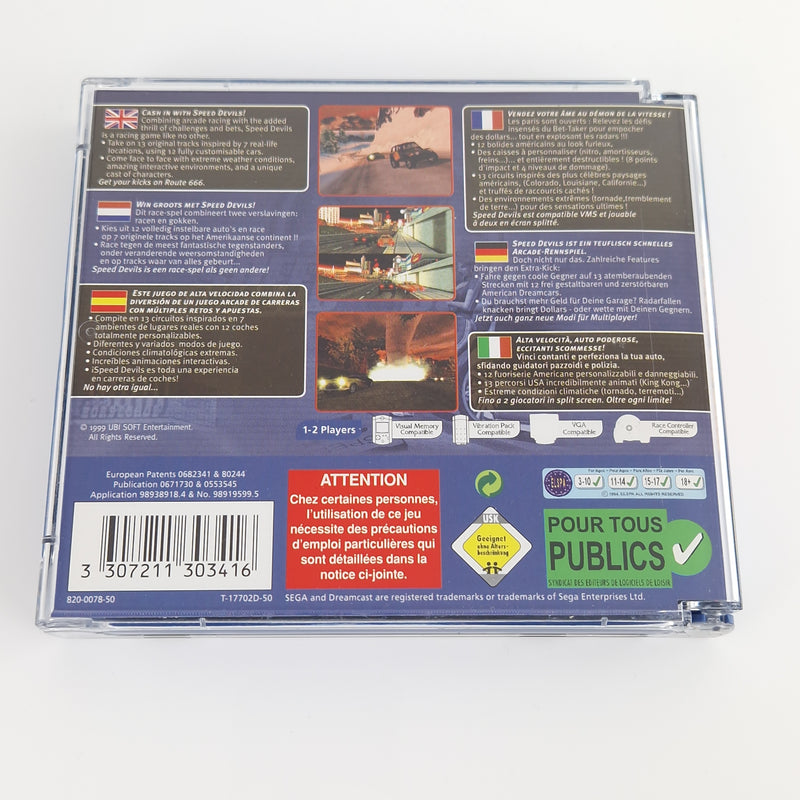 CASH IN WITH SPEED DEVILS!
Combining arcade racing with the added
thrill of challenges and bets, Speed Devils
is a racing game like no other.
• Take on 13 original tracks inspired by 7 real-life
locations, using 12 fully customisable cars.
• Come face to face with extreme weather conditions,
amazing interactive environments, and a unique
cast of characters.
Get your kicks on Route 666.
WIN GROOTS MET SPEED DEVILS!
Dit race-spel combineert twee verslavingen:
racen en gokken.
• Kies uit 12 volledig instelbare auto's en race
op 7 originele tracks op het Amerikaanse continent !!
• Race tegen de meest fantastische tegenstanders,
onder veranderende weersomstandigheden
en op tracks waar van alles gebeurt...
Speed Devils is een race-spel als geen andere!
ESTE JUEGO DE ALTA VELOCIDAD COMBINA LA
DIVERSIÓN DE UN JUEGO ARCADE DE CARRERAS
CON MÚLTIPLES RETOS Y APUESTAS.
• Compite en 13 circuitos inspirados en 7
ambientes de lugares reales con 12 coches
totalmente personalizables.
• Diferentes y variados modos de juego.
• Condiciones climatológicas extremas.
• Increíbles animaciones interactivas.
• ¡Speed Devils es toda una experiencia
en carreras de coches!
No hay otra igual...
VENDEZ VOTRE ÂME AU DÉMON DE LA VITESSE !
Les paris sont ouverts : Relevez les défis
insensés du Bet-Taker pour empocher
des dollars... tout en explosant les radars !!!
• 12 bolides américains au look furieux,
• Des caisses à personnaliser (nitro, amortisseurs,
freins...)... et entièrement destructibles ! (8 points
d'impact et 4 niveaux de dommage).
• 13 circuits inspirés des plus célèbres paysages
américains, (Colorado, Louisiane, Californie...)
et truffés de raccourcis cachés !
• Des environnements extrêmes (tornade,tremblement
de terre...) pour des sensations ultimes !
Speed Devils est compatible VMS et jouable
à deux en écran splitté.
SPEED DEVILS IST EIN TEUFLISCH SCHNELLES
ARCADE-RENNSPIEL.
Doch nicht nur das. Zahlreiche Features
bringen den Extra-Kick:
• Fahre gegen coole Gegner auf 13 atemberaubenden
Strecken mit 12 frei gestaltbaren und zerstörbaren
American Dreamcars.
• Du brauchst mehr Geld für Deine Garage? Radarfallen
knacken bringt Dollars - oder wette mit Deinen Gegnern.
Jetzt auch ganz neue Modi für Multiplayer!
ALTA VELOCITÀ, AUTO PODEROSE,
ECCITANTI SCOMMESSE!
Vinci contanti e perfeziona la tua auto,
sfidando guidatori pazzoidi e polizia.
• 12 fuoriserie Americane personalizzabili e danneggiabili.
• 13 percorsi USA incredibilmente animati (King Kong...)
• Estreme condizioni climatiche (tornado, terremoti...)
Fino a 2 giocatori in split screen. Oltre ogni limite!
© 1999 UBI SOFT Entertainment.
All Rights Reserved.
1-2 Players
Visual Memory
Compatible
Vibration Pack
Compatible
VGA
Compatible
Race Controller
Compatible
European Patents 0682341 & 80244
Publication 0671730 & 0553545
Application 98938918.4 & No. 98919599.5
3 307211 303416
820-0078-50
T-17702D-50
ATTENTION
Chez certaines personnes,
l'utilisation de ce jeu
nécessite des précautions
d'emploi particulières qui
sont détaillées dans la
notice ci-jointe.
USK
Geeignet
ohne Alters-
beschränkung
ELSPA
3-10
11-14
15-17
18+
POUR TOUS
PUBLICS
SYNDICAT DES EDITEURS DE LOGICIELS DE LOISIR
SEGA and Dreamcast are registered trademarks or trademarks of Sega Enterprises Ltd.